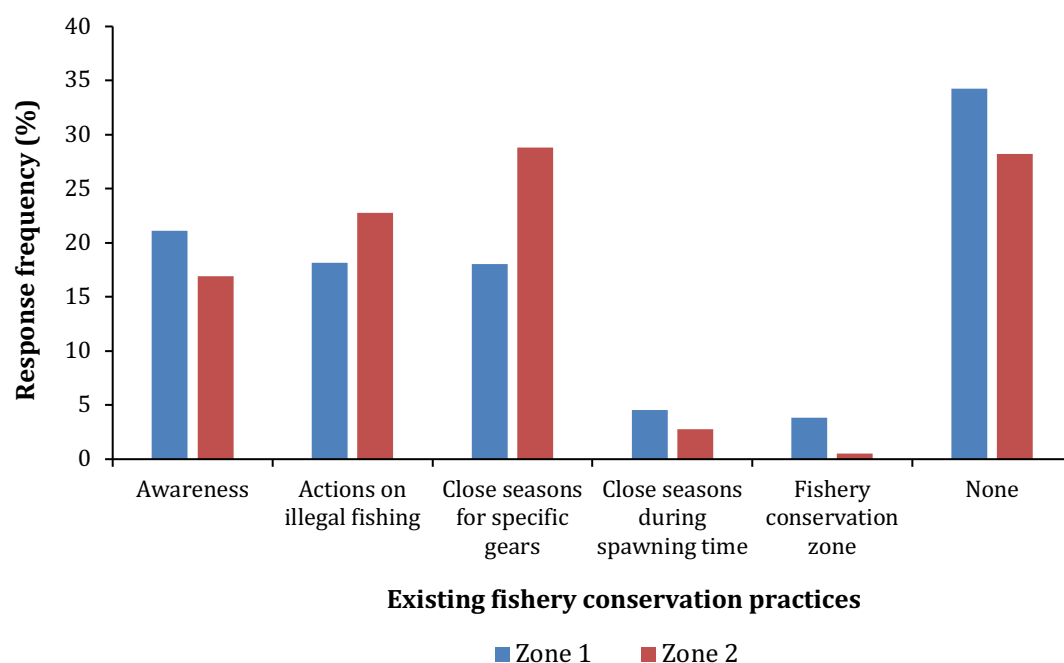 40
35
30
25
20
15
10
5
0
Response frequency (%)
Awareness
Actions on
illegal fishing
Close seasons
for specific
gears
Close seasons
during
spawning time
Fishery
conservation
zone
None
Existing fishery conservation practices
Zone 1
Zone 2